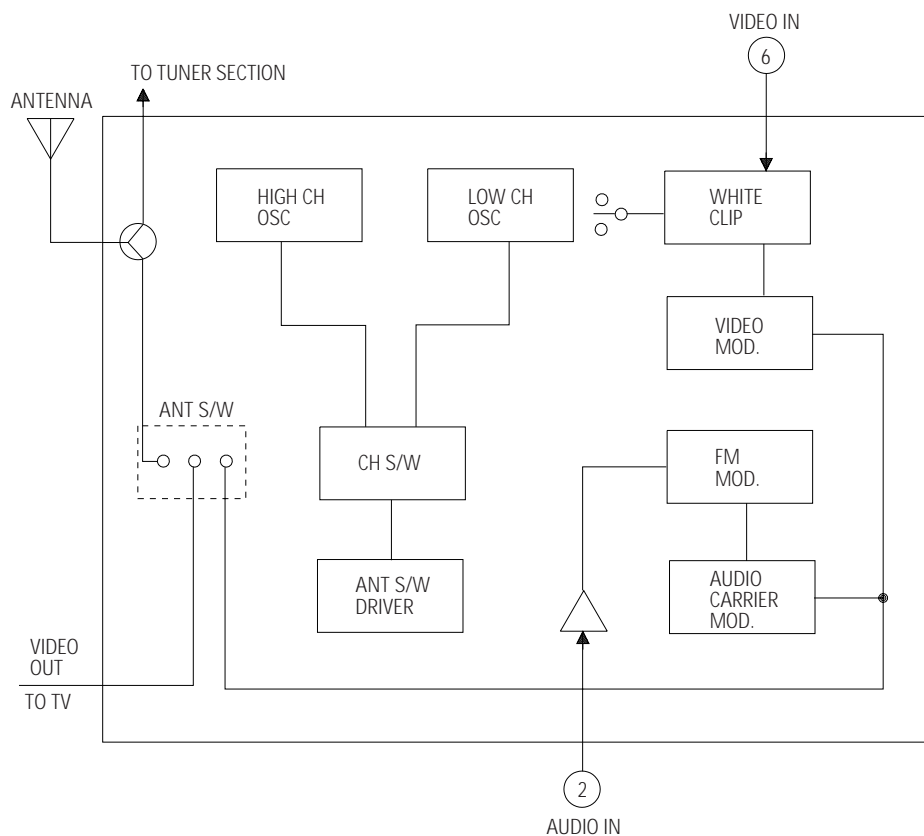 VIDEO IN
6
TO TUNER SECTION
ANTENNA
HIGH CH
OSC
LOW CH
OSC
WHITE
CLIP
VIDEO
MOD.
ANT S/W
CH S/W
FM
MOD.
ANT S/W
DRIVER
AUDIO
CARRIER
MOD.
VIDEO
OUT
TO TV
2
AUDIO IN